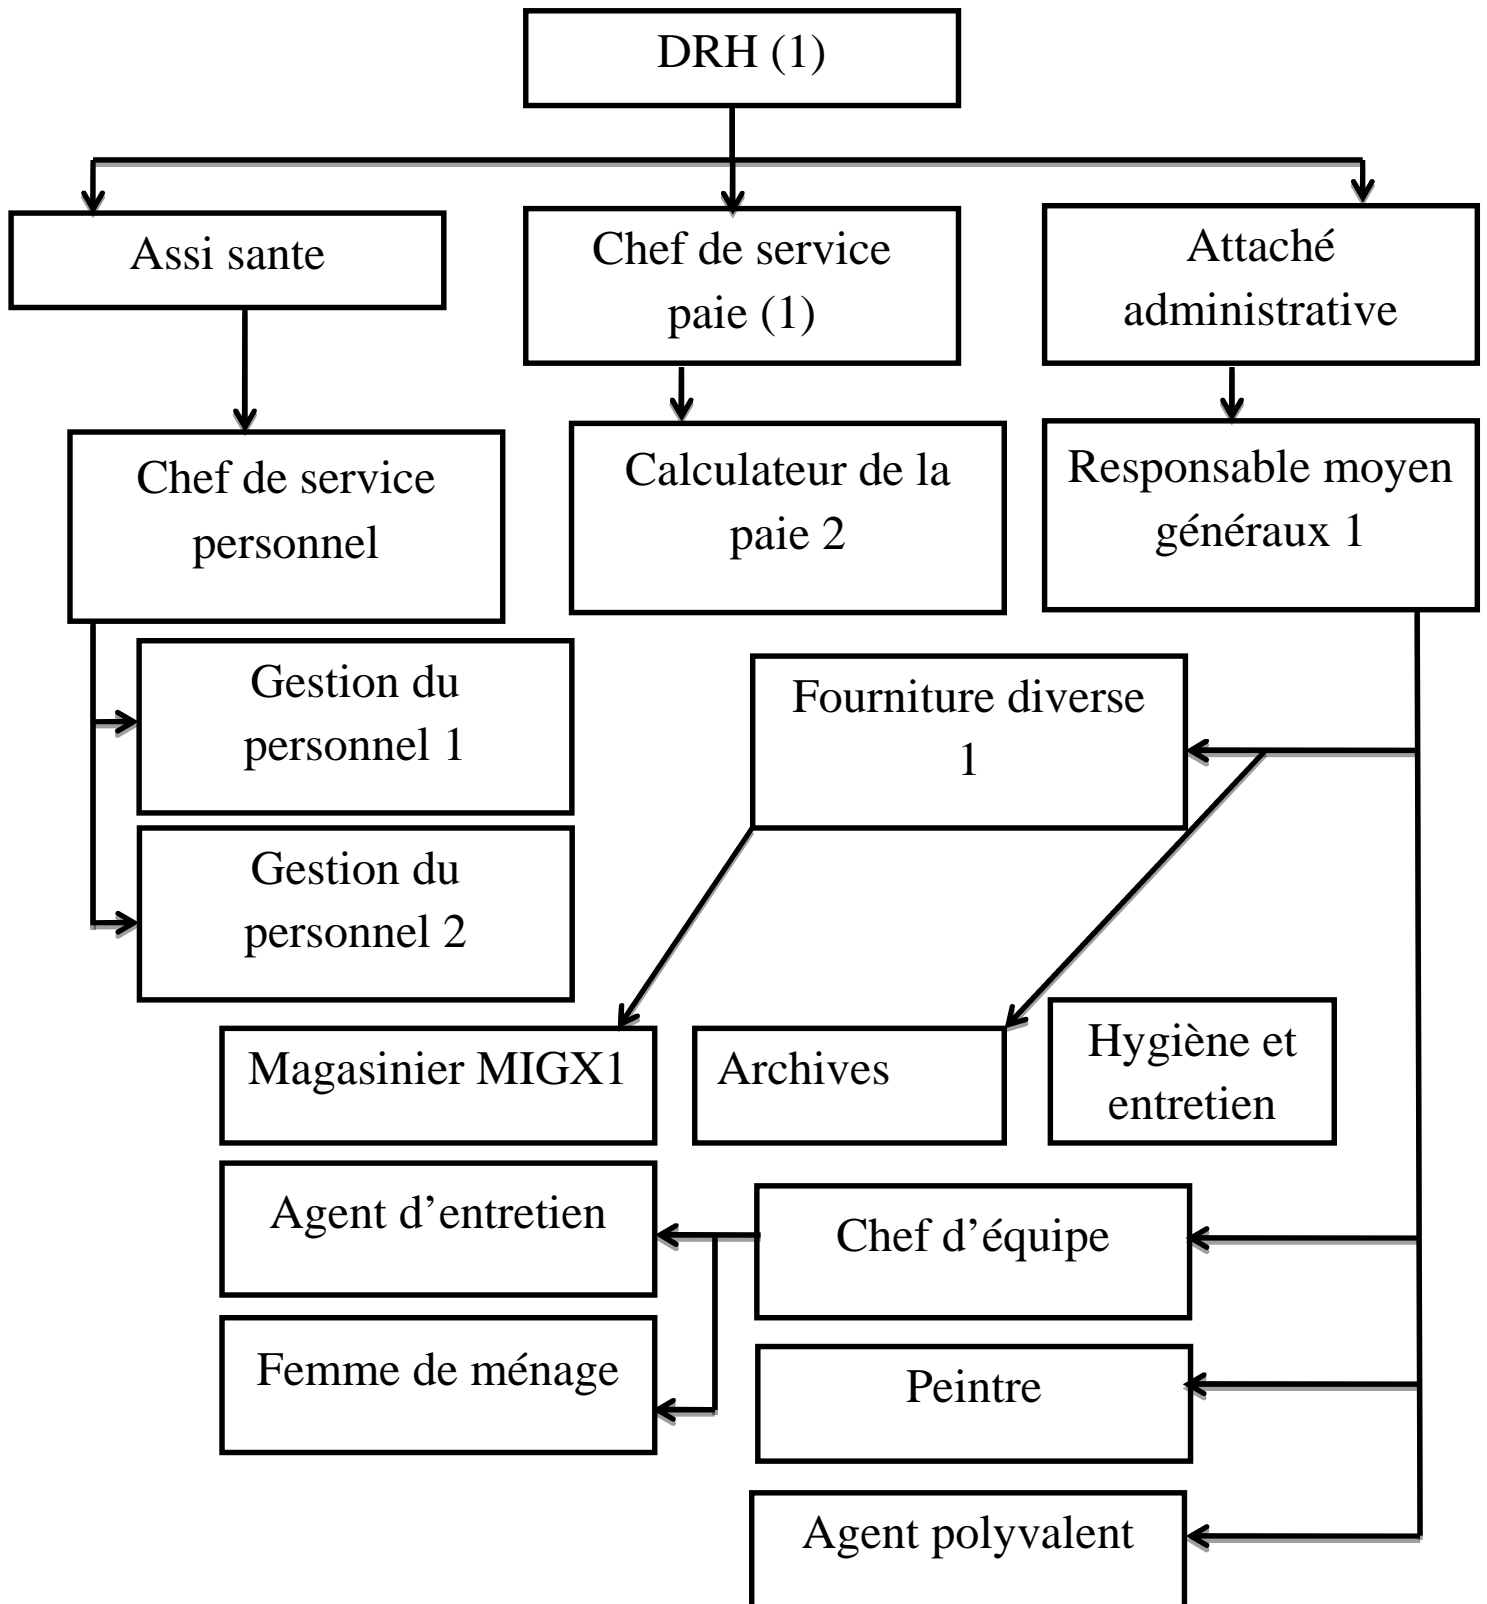 DRH (1)
Assi sante
Chef de service
paie (1)
Attaché
administrative
Chef de service
personnel
Calculateur de la
paie 2
Responsable moyen
généraux 1
Gestion du
personnel 1
Fourniture diverse
1
Gestion du
personnel 2
Magasinier MIGX1
Archives
Hygiène et
entretien
Agent d’entretien
Chef d’équipe
Femme de ménage
Peintre
Agent polyvalent